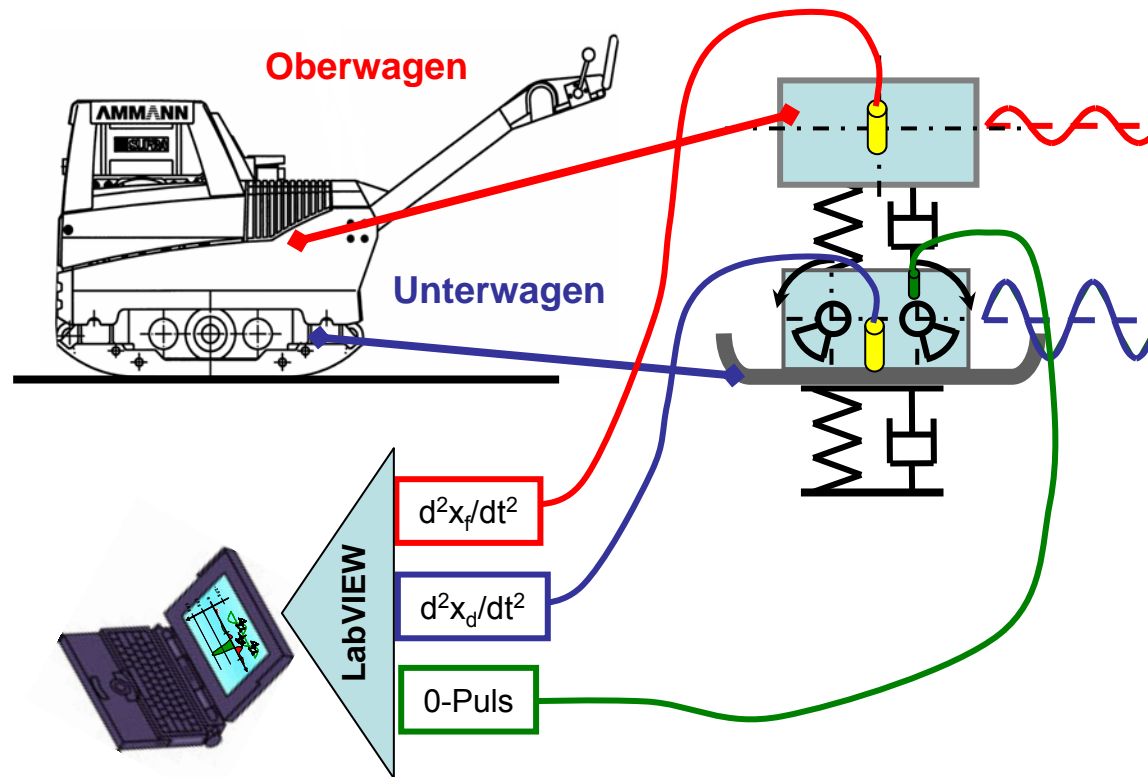 Oberwagen
AMMANN
Unterwagen
d²x_f/dt²
d²x_d/dt²
0-Puls
LabVIEW